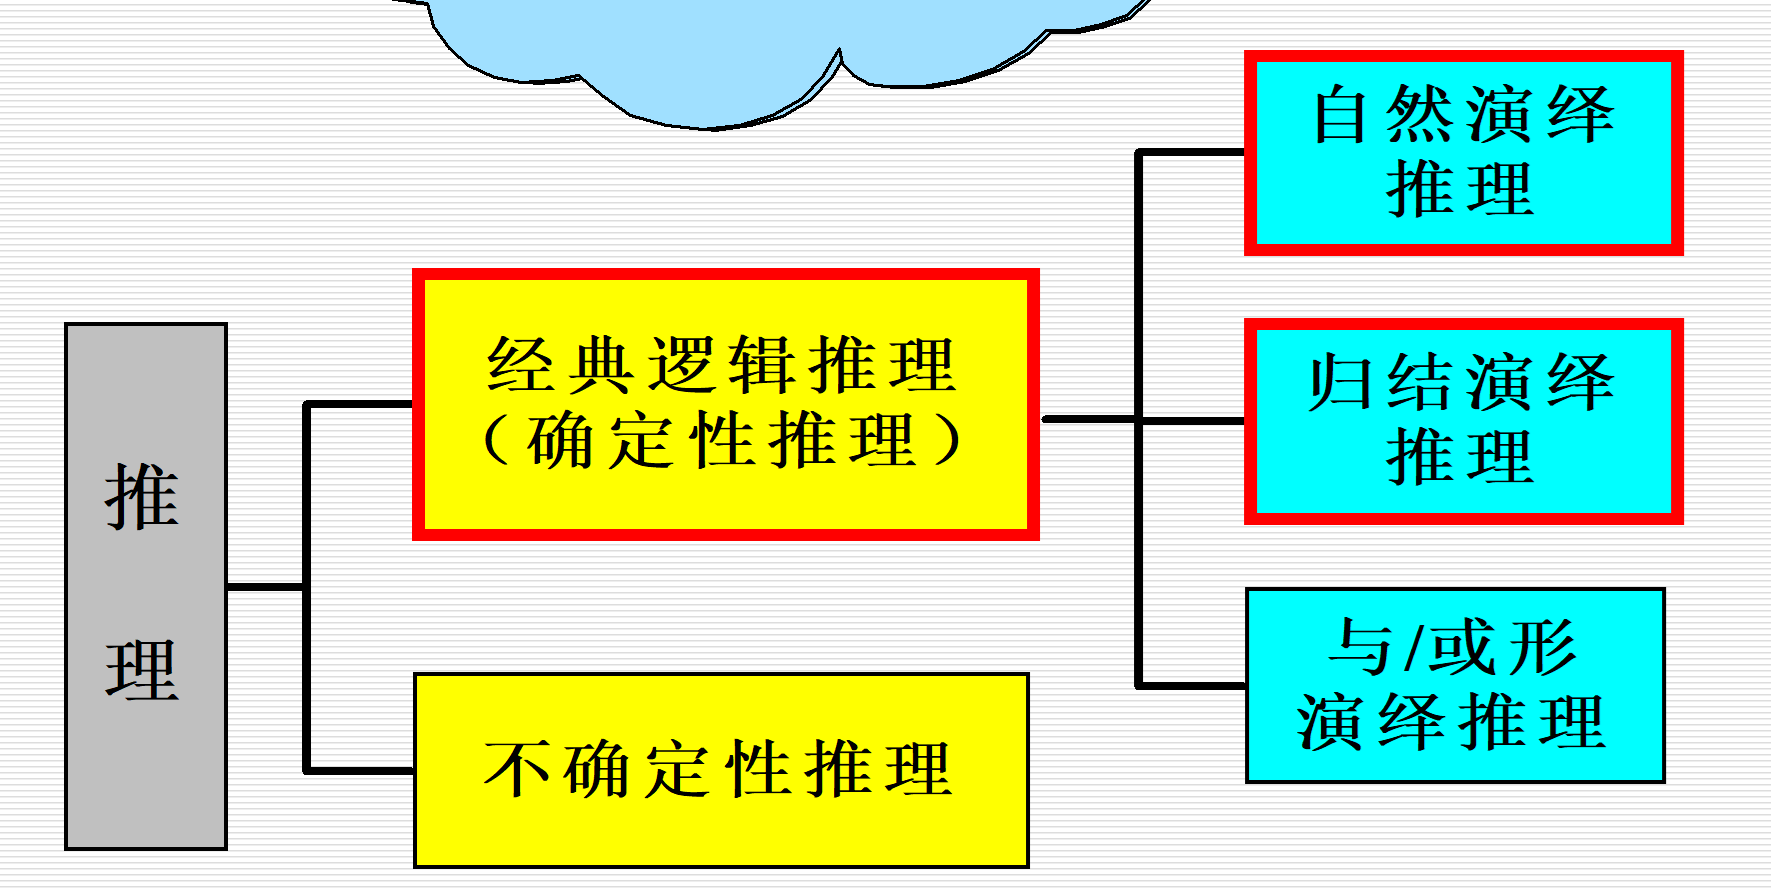 推
理
经典逻辑推理
（确定性推理）
不确定性推理
自然演绎
推理
归结演绎
推理
与/或形
演绎推理